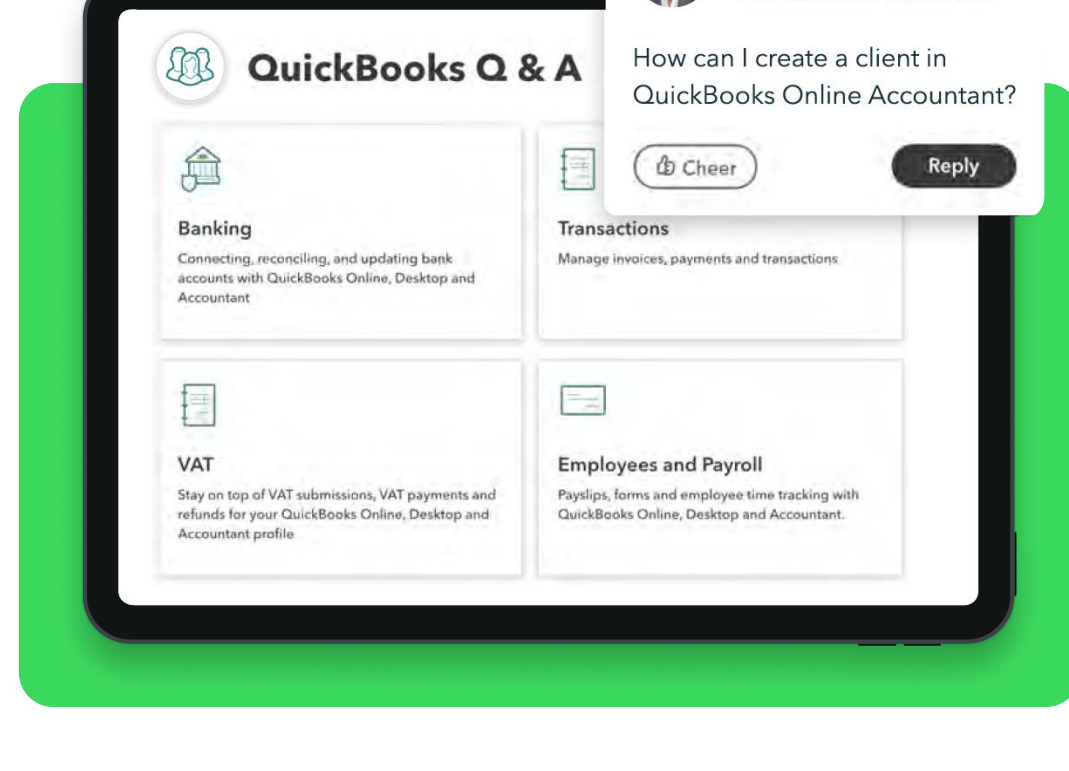 QuickBooks Q & A
How can I create a client in
QuickBooks Online Accountant?
Cheer
Reply
Banking
Connecting, reconciling, and updating bank
accounts with QuickBooks Online, Desktop and
Accountant
Transactions
Manage invoices, payments and transactions
VAT
Stay on top of VAT submissions, VAT payments and
refunds for your QuickBooks Online, Desktop and
Accountant profile
Employees and Payroll
Payslips, forms and employee time tracking with
QuickBooks Online, Desktop and Accountant.